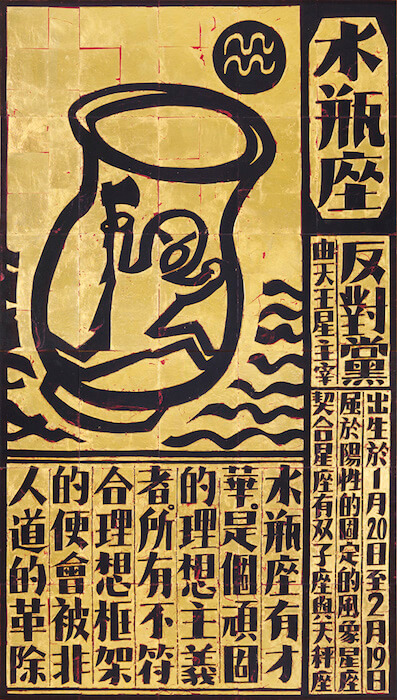 水瓶座
反對黨
由天王星主宰
出生於1月20日至2月19日
屬於陽性的固定的風象星座
契合星座有双子座與天秤座
水瓶座有才
華。是個頑固
的理想主義
者。所有不符
合理想框架
的便會被非
人道的革除